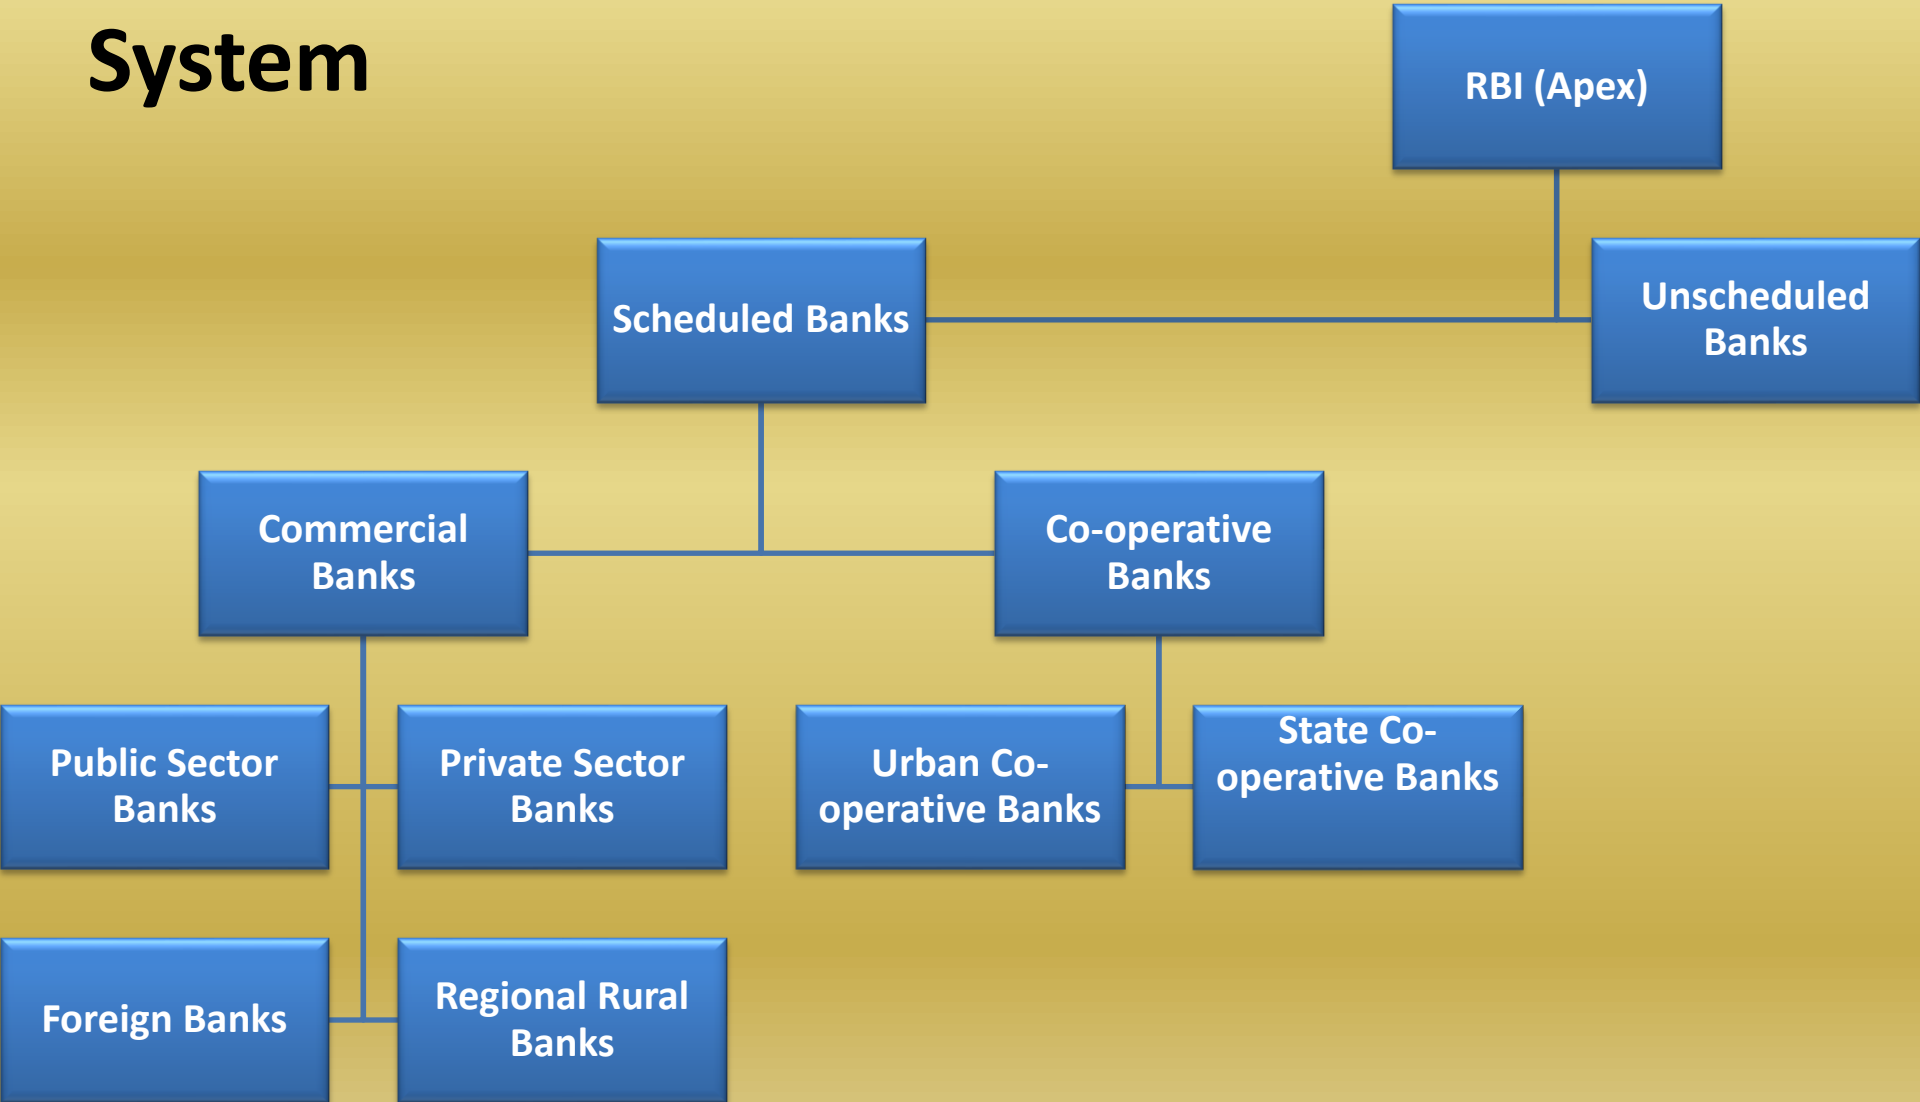 System
RBI (Apex)
Scheduled Banks
Unscheduled
Banks
Commercial
Banks
Co-operative
Banks
Public Sector
Banks
Private Sector
Banks
Urban Co-
operative Banks
State Co-
operative Banks
Foreign Banks
Regional Rural
Banks